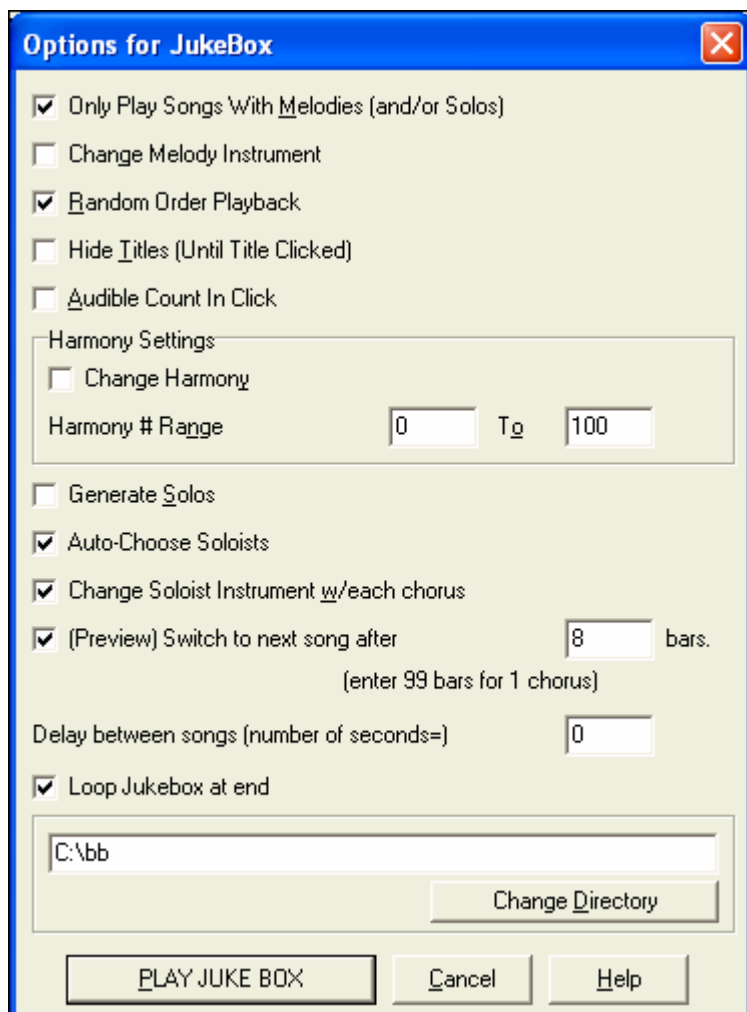 Options for JukeBox
Only Play Songs With Melodies (and/or Solos)
Change Melody Instrument
Random Order Playback
Hide Titles (Until Title Clicked)
Audible Count In Click
Harmony Settings
Change Harmony
Harmony # Range 0 To 100
Generate Solos
Auto-Choose Soloists
Change Soloist Instrument w/each chorus
(Preview) Switch to next song after 8 bars.
(enter 99 bars for 1 chorus)
Delay between songs (number of seconds=) 0
Loop Jukebox at end
C:\bb
Change Directory
PLAY JUKE BOX Cancel Help